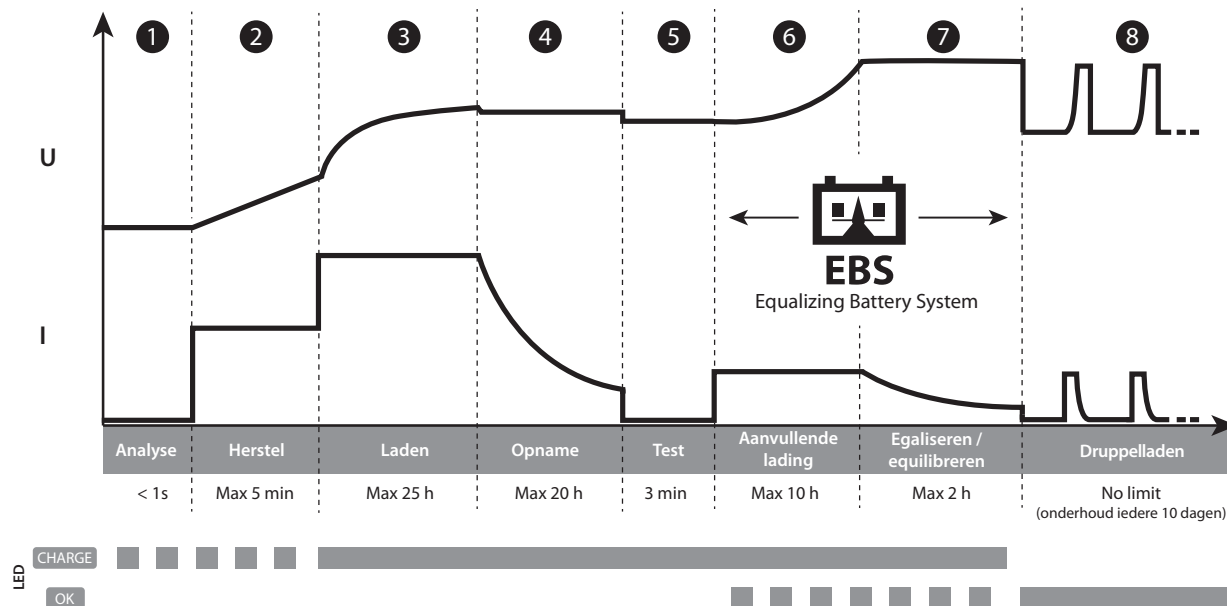 1 2 3 4 5 6 7 8
U
EBS
Equalizing Battery System
I
Analyse Herstel Laden Opname Test Aanvullende lading Egaliseren / equilibreren Druppelladen
< 1s Max 5 min Max 25 h Max 20 h 3 min Max 10 h Max 2 h No limit
(onderhoud iedere 10 dagen)
LED
CHARGE
OK